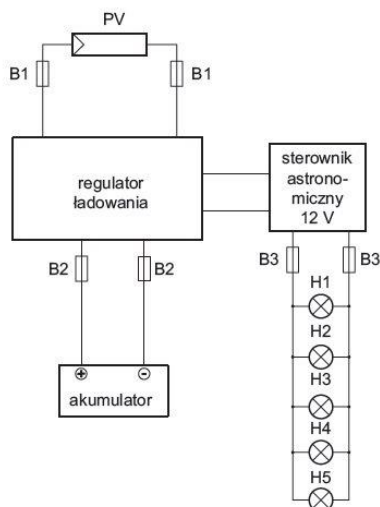 PV
B1
B1
regulator
ładowania
sterownik
astrono-
miczny
12 V
B2
B2
B3
B3
H1
H2
H3
H4
H5
+
-
akumulator